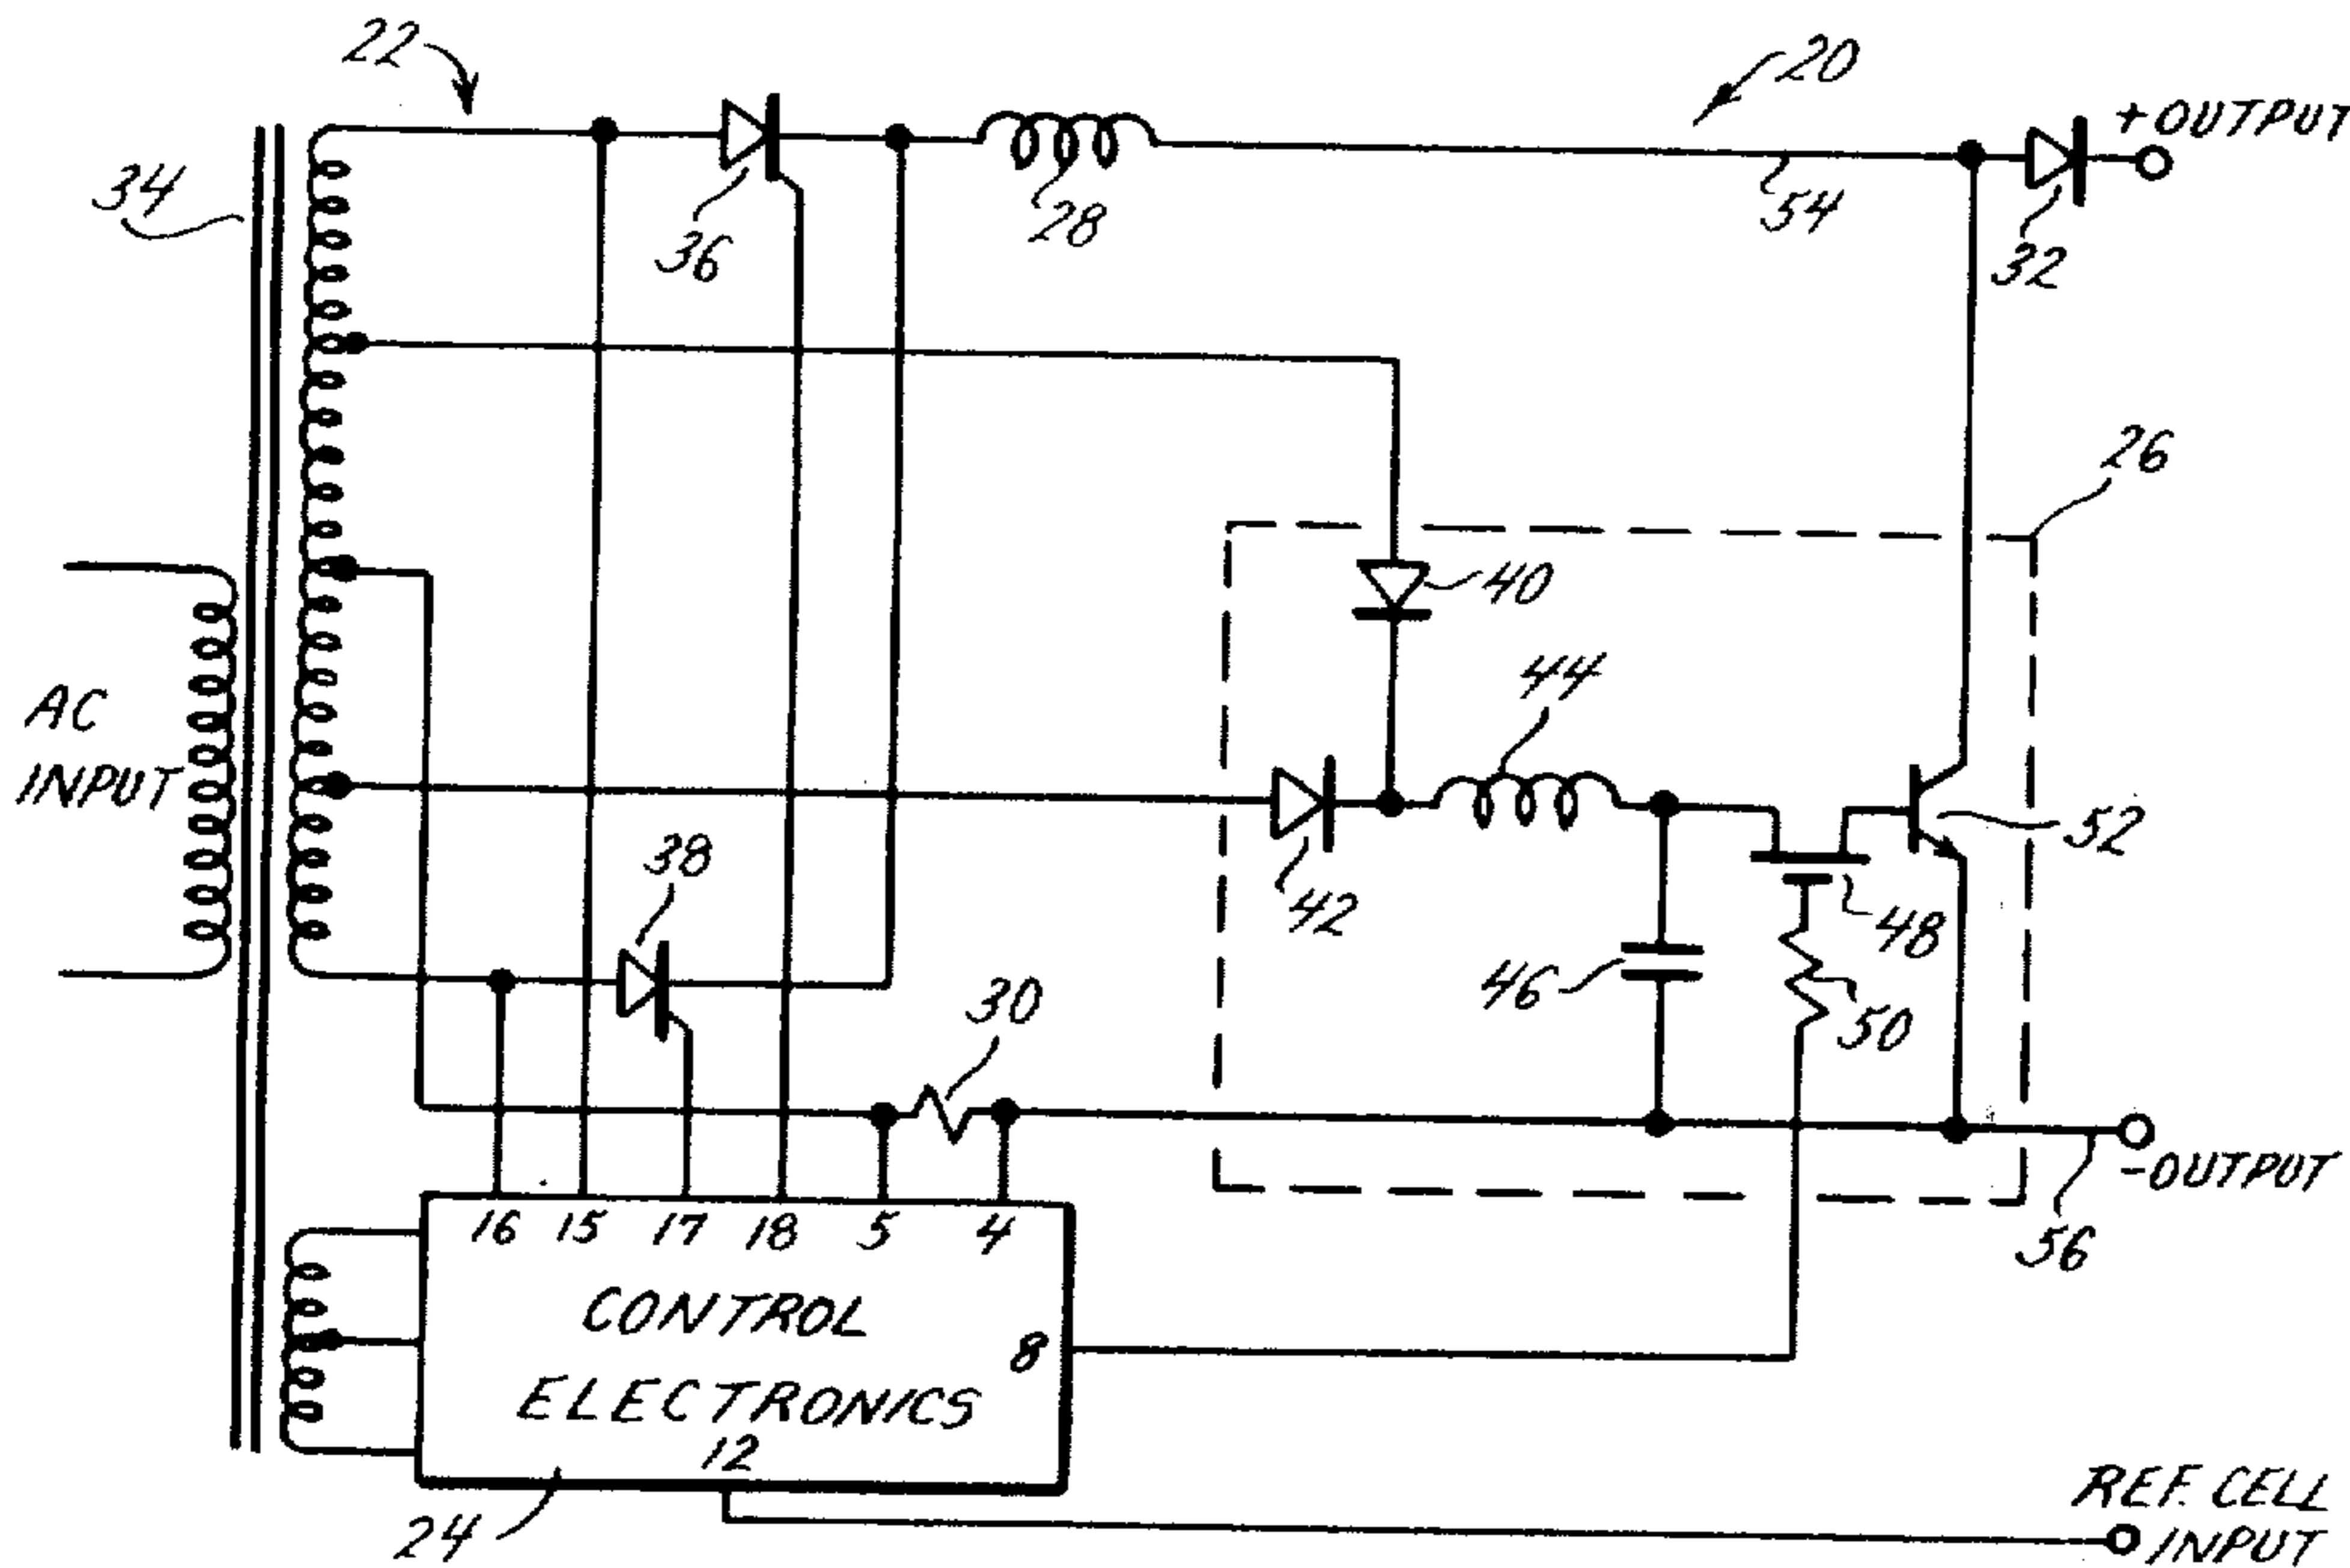 22
20
+ OUTPUT
34
36
28
54
32
26
40
44
AC
INPUT
38
52
42
48
46
50
30
- OUTPUT
16 15 17 18 5 4
56
CONTROL
8
ELECTRONICS
12
24
REF. CELL
INPUT